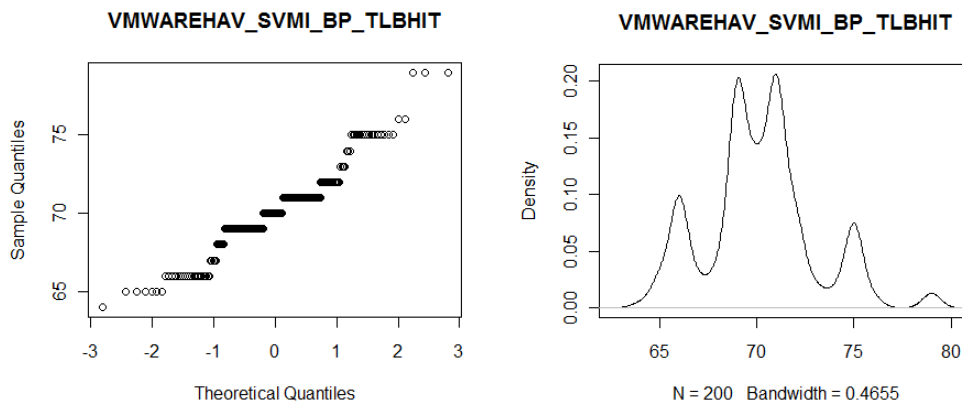 VMWAREHAV_SVMI_BP_TLBHIT
Sample Quantiles
75
70
65
-3 -2 -1 0 1 2 3
Theoretical Quantiles
VMWAREHAV_SVMI_BP_TLBHIT
Density
0.20
0.15
0.10
0.05
0.00
65 70 75 80
N = 200 Bandwidth = 0.4655